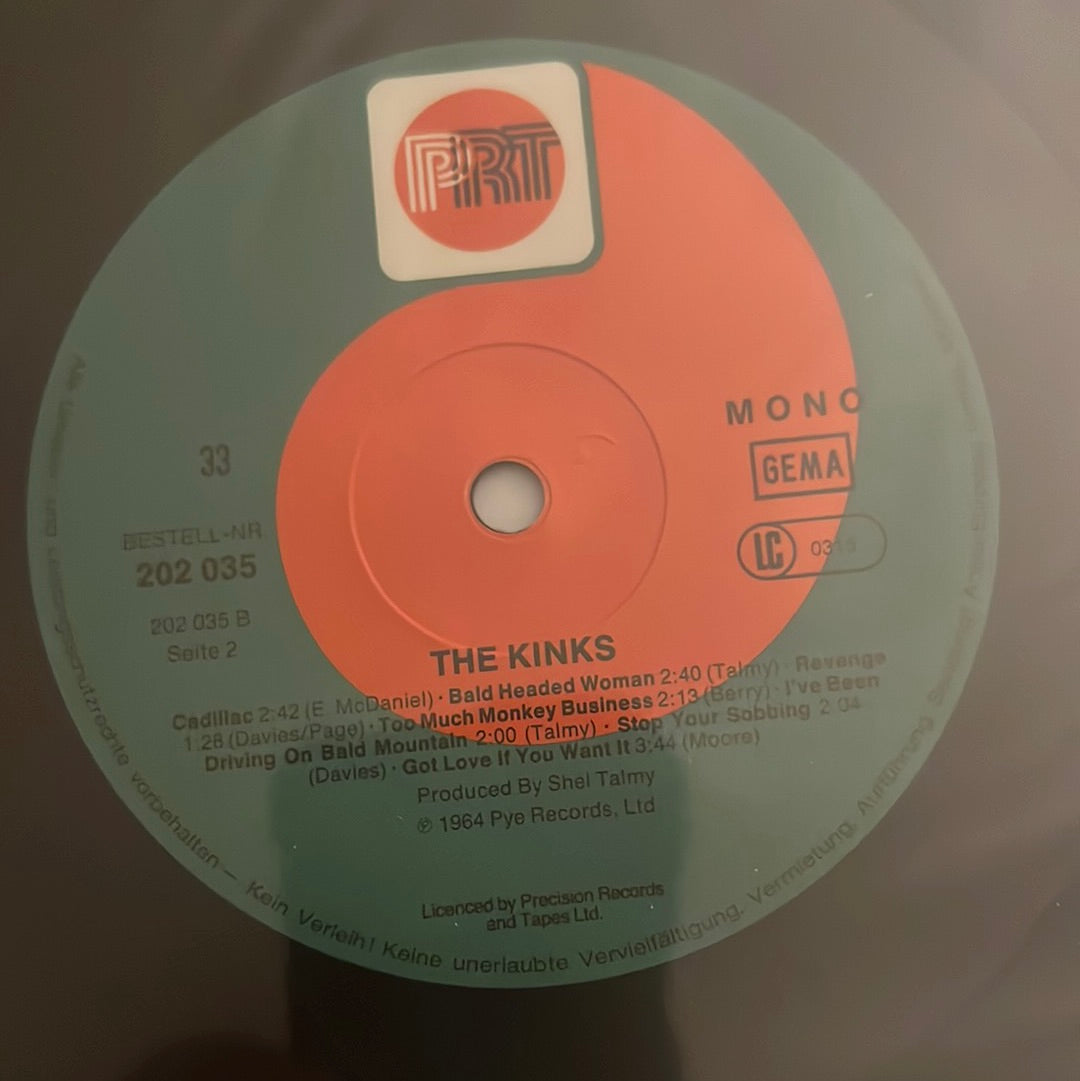 PRT
MONO
GEMA
LC
33
BESTELL-NR
202 035
202 035 B
Seite 2
THE KINKS
Cadillac 2:42 (E. McDaniel) · Bald Headed Woman 2:40 (Talmy) · Revenge
1:28 (Davies/Page) · Too Much Monkey Business 2:13 (Berry) · I've Been
Driving On Bald Mountain 2:00 (Talmy) · Stop Your Sobbing 2 04
(Davies) · Got Love If You Want It 3:44 (Moore)
Produced By Shel Talmy
℗ 1964 Pye Records, Ltd
Licenced by Precision Records
and Tapes Ltd.
vorbehalten – Kein Verleih! Keine unerlaubte Vervielfältigung, Vermietung, Aufführung